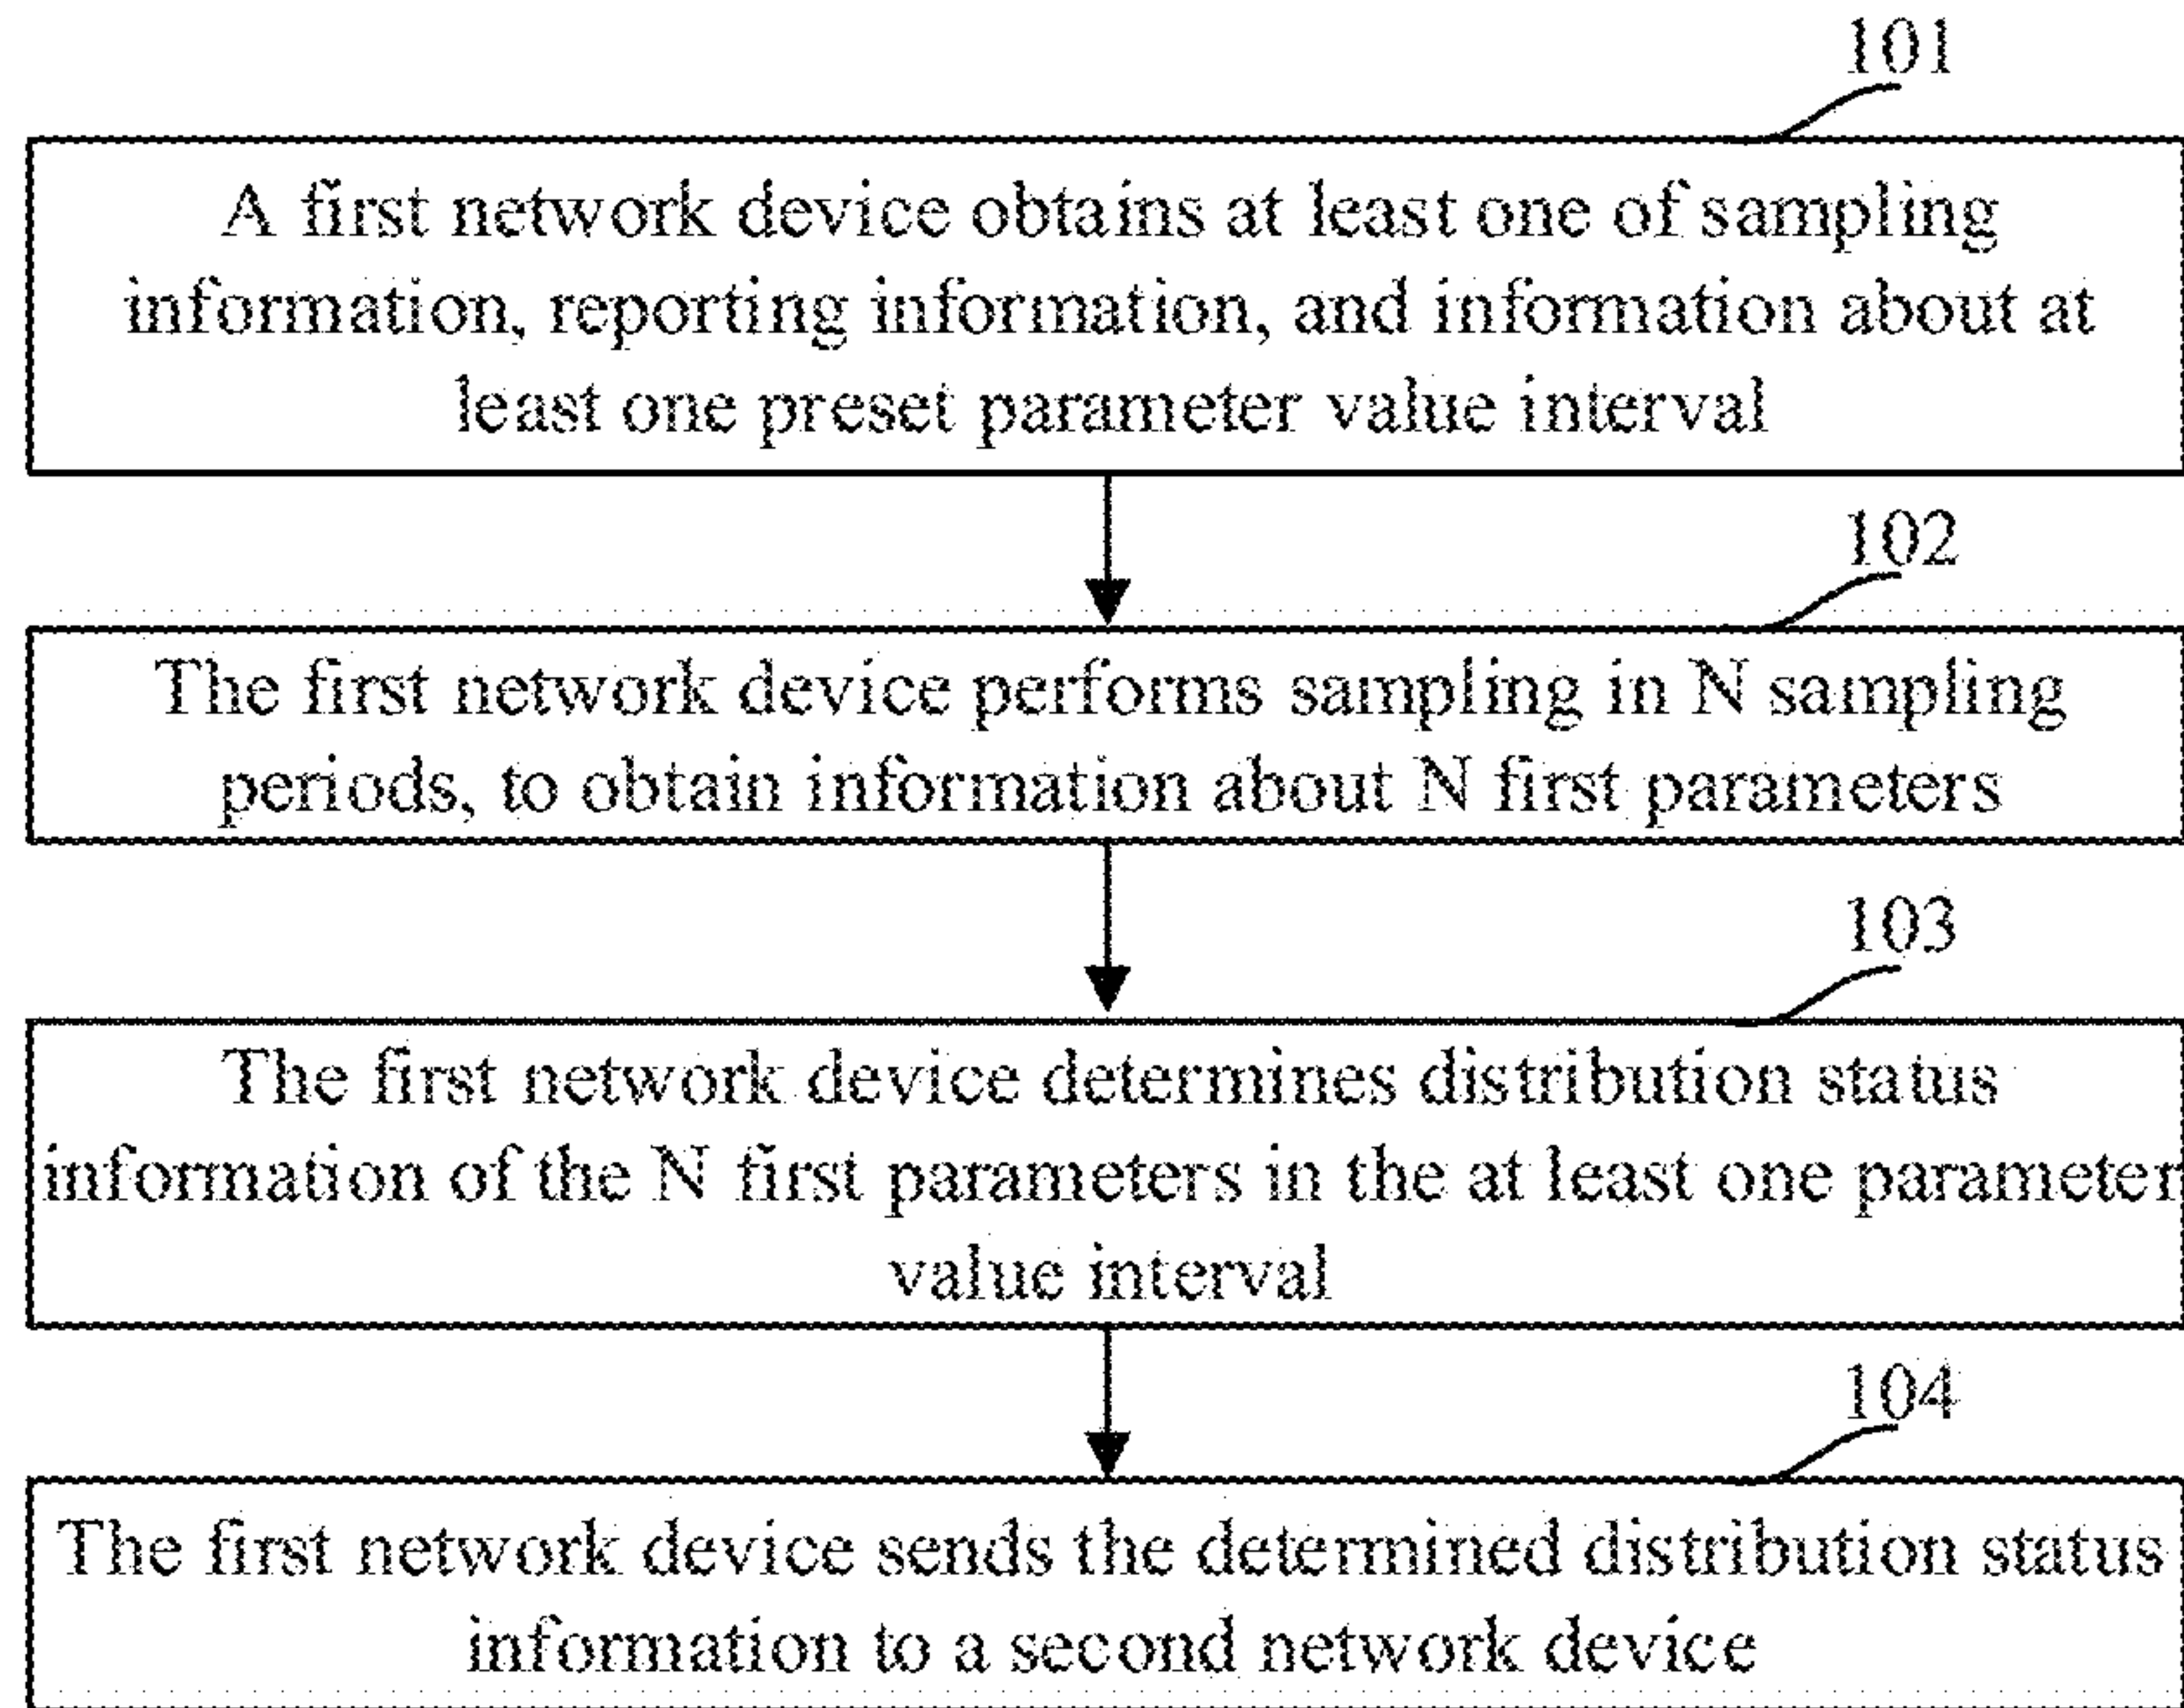 101
A first network device obtains at least one of sampling
information, reporting information, and information about at
least one preset parameter value interval
102
The first network device performs sampling in N sampling
periods, to obtain information about N first parameters
103
The first network device determines distribution status
information of the N first parameters in the at least one parameter
value interval
104
The first network device sends the determined distribution status
information to a second network device